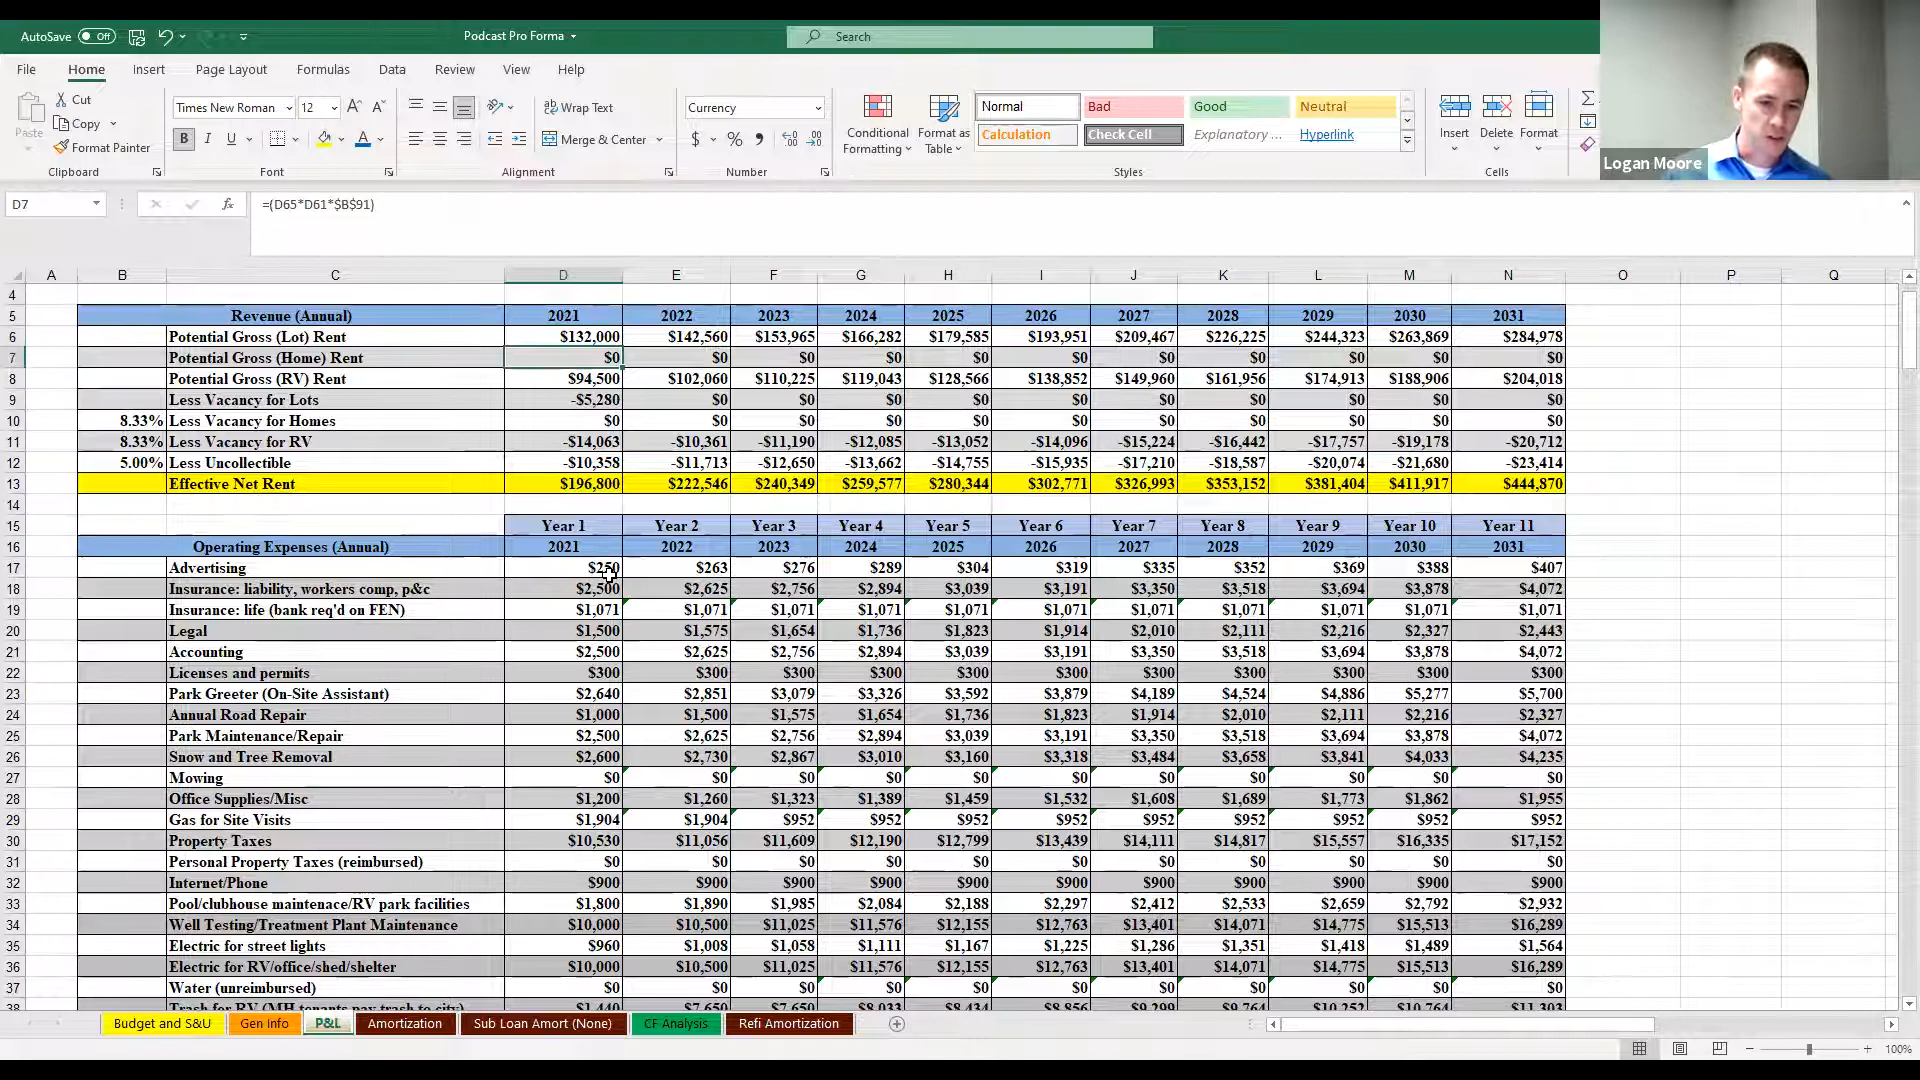 AutoSave Off Podcast Pro Forma Search
File Home Insert Page Layout Formulas Data Review View Help
Paste Cut Copy Format Painter
Times New Roman 12 A A
B I U A
Wrap Text
Merge & Center
Currency
$ % 9
Conditional Formatting Format as Table
Normal Bad Good Neutral
Calculation Check Cell Explanatory ... Hyperlink
Insert Delete Format
Clipboard Font Alignment Number Styles Cells
Logan Moore
D7 fx =(D65*D61*$B$91)
A B C D E F G H I J K L M N O P Q
4
5 Revenue (Annual) 2021 2022 2023 2024 2025 2026 2027 2028 2029 2030 2031
6 Potential Gross (Lot) Rent $132,000 $142,560 $153,965 $166,282 $179,585 $193,951 $209,467 $226,225 $244,323 $263,869 $284,978
7 Potential Gross (Home) Rent $0 $0 $0 $0 $0 $0 $0 $0 $0 $0 $0
8 Potential Gross (RV) Rent $94,500 $102,060 $110,225 $119,043 $128,566 $138,852 $149,960 $161,956 $174,913 $188,906 $204,018
9 Less Vacancy for Lots -$5,280 $0 $0 $0 $0 $0 $0 $0 $0 $0 $0
10 8.33% Less Vacancy for Homes $0 $0 $0 $0 $0 $0 $0 $0 $0 $0 $0
11 8.33% Less Vacancy for RV -$14,063 -$10,361 -$11,190 -$12,085 -$13,052 -$14,096 -$15,224 -$16,442 -$17,757 -$19,178 -$20,712
12 5.00% Less Uncollectible -$10,358 -$11,713 -$12,650 -$13,662 -$14,755 -$15,935 -$17,210 -$18,587 -$20,074 -$21,680 -$23,414
13 Effective Net Rent $196,800 $222,546 $240,349 $259,577 $280,344 $302,771 $326,993 $353,152 $381,404 $411,917 $444,870
14
15 Year 1 Year 2 Year 3 Year 4 Year 5 Year 6 Year 7 Year 8 Year 9 Year 10 Year 11
16 Operating Expenses (Annual) 2021 2022 2023 2024 2025 2026 2027 2028 2029 2030 2031
17 Advertising $250 $263 $276 $289 $304 $319 $335 $352 $369 $388 $407
18 Insurance: liability, workers comp, p&c $2,500 $2,625 $2,756 $2,894 $3,039 $3,191 $3,350 $3,518 $3,694 $3,878 $4,072
19 Insurance: life (bank req'd on FEN) $1,071 $1,071 $1,071 $1,071 $1,071 $1,071 $1,071 $1,071 $1,071 $1,071 $1,071
20 Legal $1,500 $1,575 $1,654 $1,736 $1,823 $1,914 $2,010 $2,111 $2,216 $2,327 $2,443
21 Accounting $2,500 $2,625 $2,756 $2,894 $3,039 $3,191 $3,350 $3,518 $3,694 $3,878 $4,072
22 Licenses and permits $300 $300 $300 $300 $300 $300 $300 $300 $300 $300 $300
23 Park Greeter (On-Site Assistant) $2,640 $2,851 $3,079 $3,326 $3,592 $3,879 $4,189 $4,524 $4,886 $5,277 $5,700
24 Annual Road Repair $1,000 $1,500 $1,575 $1,654 $1,736 $1,823 $1,914 $2,010 $2,111 $2,216 $2,327
25 Park Maintenance/Repair $2,500 $2,625 $2,756 $2,894 $3,039 $3,191 $3,350 $3,518 $3,694 $3,878 $4,072
26 Snow and Tree Removal $2,600 $2,730 $2,867 $3,010 $3,160 $3,318 $3,484 $3,658 $3,841 $4,033 $4,235
27 Mowing $0 $0 $0 $0 $0 $0 $0 $0 $0 $0 $0
28 Office Supplies/Misc $1,200 $1,260 $1,323 $1,389 $1,459 $1,532 $1,608 $1,689 $1,773 $1,862 $1,955
29 Gas for Site Visits $1,904 $1,904 $952 $952 $952 $952 $952 $952 $952 $952 $952
30 Property Taxes $10,530 $11,056 $11,609 $12,190 $12,799 $13,439 $14,111 $14,817 $15,557 $16,335 $17,152
31 Personal Property Taxes (reimbursed) $0 $0 $0 $0 $0 $0 $0 $0 $0 $0 $0
32 Internet/Phone $900 $900 $900 $900 $900 $900 $900 $900 $900 $900 $900
33 Pool/clubhouse maintenace/RV park facilities $1,800 $1,890 $1,985 $2,084 $2,188 $2,297 $2,412 $2,533 $2,659 $2,792 $2,932
34 Well Testing/Treatment Plant Maintenance $10,000 $10,500 $11,025 $11,576 $12,155 $12,763 $13,401 $14,071 $14,775 $15,513 $16,289
35 Electric for street lights $960 $1,008 $1,058 $1,111 $1,167 $1,225 $1,286 $1,351 $1,418 $1,489 $1,564
36 Electric for RV/office/shed/shelter $10,000 $10,500 $11,025 $11,576 $12,155 $12,763 $13,401 $14,071 $14,775 $15,513 $16,289
37 Water (unreimbursed) $0 $0 $0 $0 $0 $0 $0 $0 $0 $0 $0
38 Trash for RV (MH tenants pay trash to city) $1,440 $7,650 $7,650 $8,033 $8,434 $8,856 $9,299 $9,764 $10,252 $10,764 $11,303
Budget and S&U Gen Info P&L Amortization Sub Loan Amort (None) CF Analysis Refi Amortization
100%